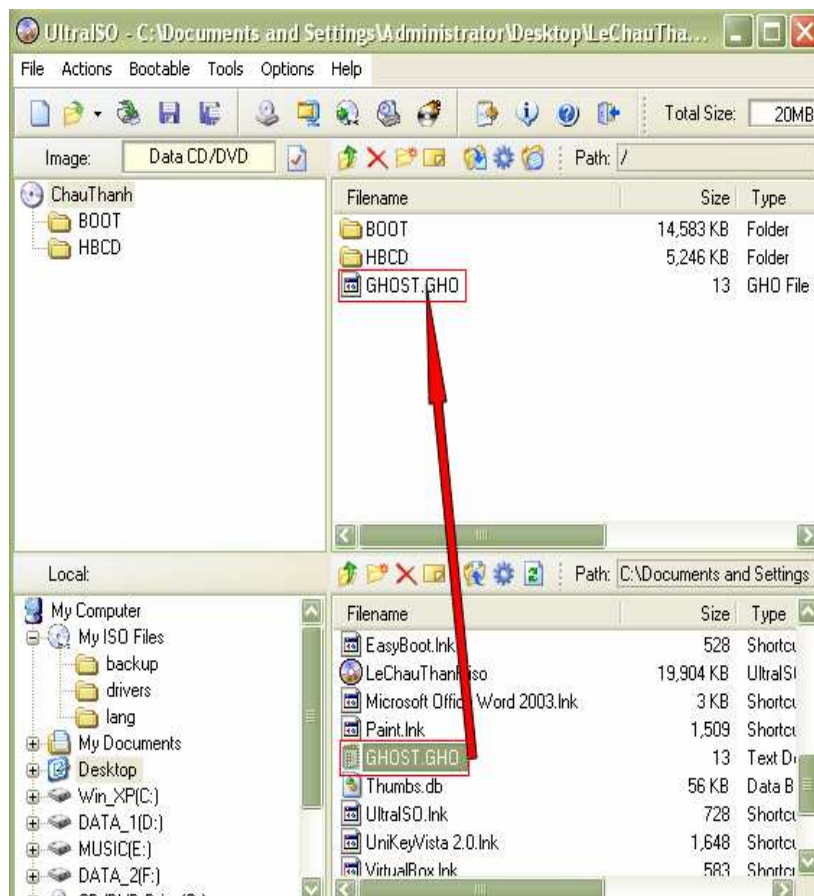 UltraISO - C:\Documents and Settings\Administrator\Desktop\LeChauTha...
File Actions Bootable Tools Options Help
Total Size: 20MB
Image: Data CD/DVD Path: /
ChauThanh
BOOT
HBCD
Filename Size Type
BOOT 14,583 KB Folder
HBCD 5,246 KB Folder
GHOST.GHO 13 GHO File
Local: Path: C:\Documents and Settings
My Computer
My ISO Files
backup
drivers
lang
My Documents
Desktop
Win_XP(C:)
DATA_1(D:)
MUSIC(E:)
DATA_2(F:)
Filename Size Type
EasyBoot.lnk 528 Shortcu
LeChauThanh.iso 19,904 KB UltraIS
Microsoft Office Word 2003.lnk 3 KB Shortcu
Paint.lnk 1,509 Shortcu
GHOST.GHO 13 Text D
Thumbs.db 56 KB Data B
UltraISO.lnk 728 Shortcu
UniKeyVista 2.0.lnk 1,648 Shortcu
VirtualBox.lnk 583 Shortcu